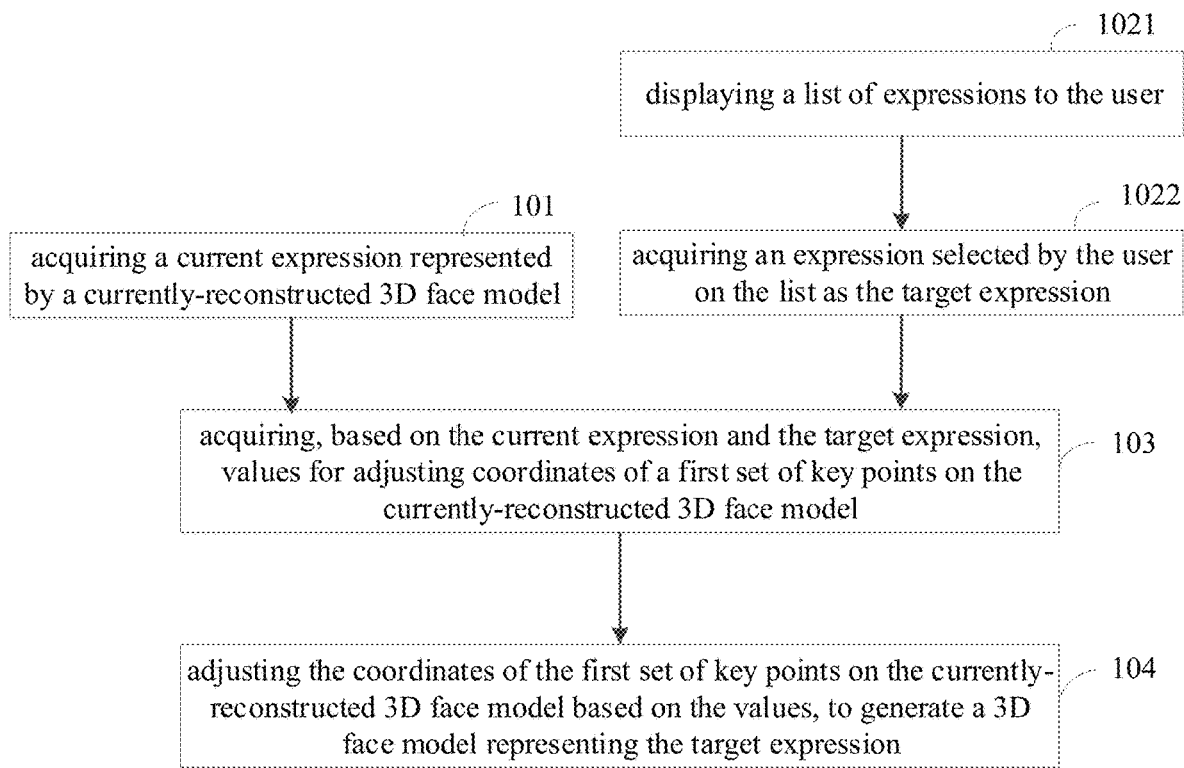 1021
displaying a list of expressions to the user
101
acquiring a current expression represented
by a currently-reconstructed 3D face model
1022
acquiring an expression selected by the user
on the list as the target expression
acquiring, based on the current expression and the target expression,
values for adjusting coordinates of a first set of key points on the
currently-reconstructed 3D face model
103
adjusting the coordinates of the first set of key points on the currently-
reconstructed 3D face model based on the values, to generate a 3D
face model representing the target expression
104